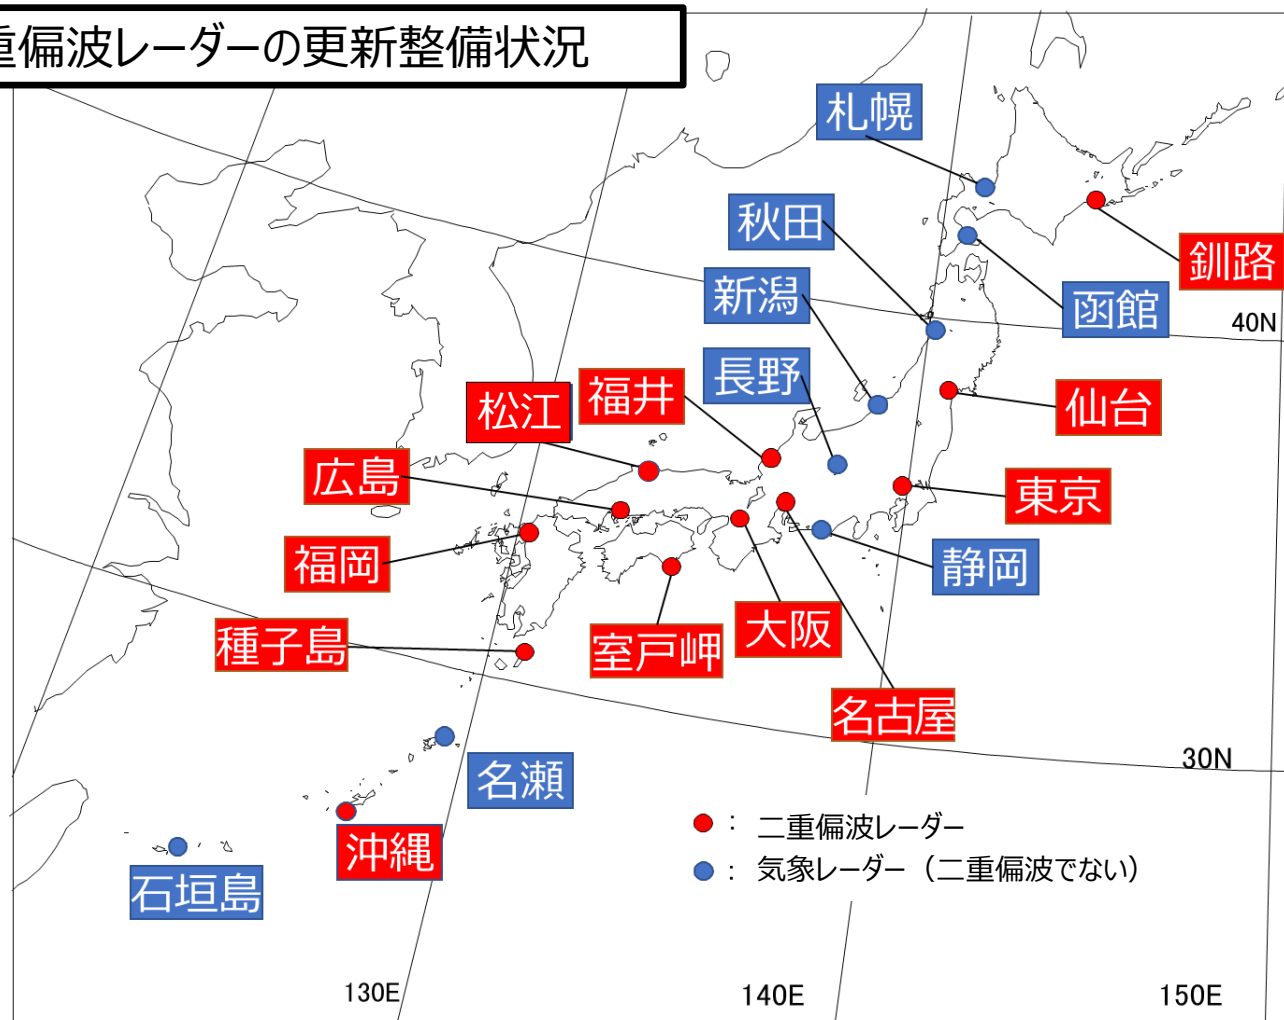 重偏波レーダーの更新整備状況
札幌
秋田
釧路
新潟
函館
40N
長野
福井
松江
仙台
広島
東京
福岡
静岡
種子島
室戸岬
大阪
名古屋
30N
名瀬
● : 二重偏波レーダー
沖縄
● : 気象レーダー（二重偏波でない）
石垣島
130E
140E
150E